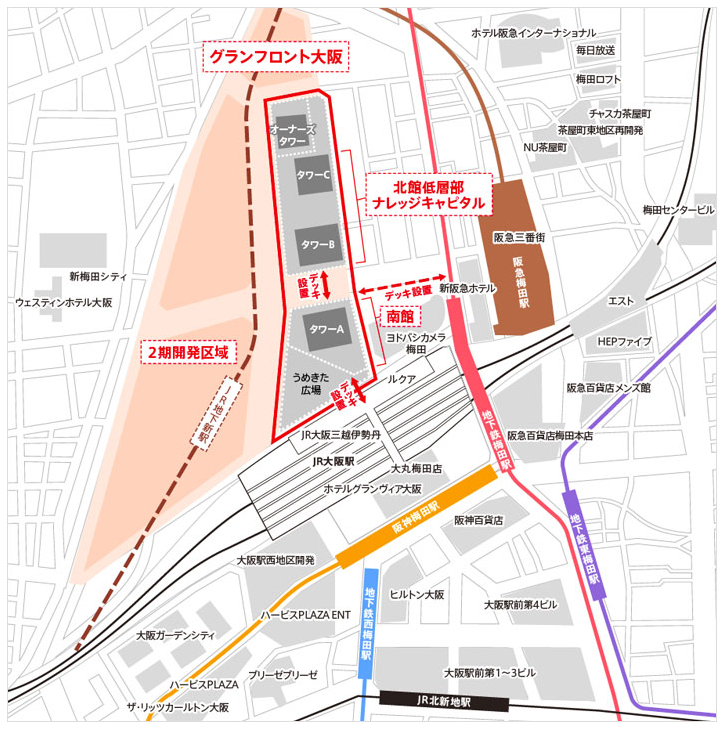 ホテル阪急インターナショナル
毎日放送
グランフロント大阪
梅田ロフト
チャスカ茶屋町
オーナーズ
タワー
茶屋町東地区再開発
NU茶屋町
タワーC
北館低層部
ナレッジキャピタル
梅田センタービル
阪急三番街
タワーB
阪急梅田駅
新梅田シティ
デッキ
設置
デッキ設置
新阪急ホテル
ウェスティンホテル大阪
エスト
南館
タワーA
ヨドバシカメラ
梅田
HEPファイブ
2期開発区域
うめきた
広場
デッキ
設置
ルクア
阪急百貨店メンズ館
JR地下新駅
地下鉄梅田駅
JR大阪三越伊勢丹
阪急百貨店梅田本店
JR大阪駅
大丸梅田店
ホテルグランヴィア大阪
阪神梅田駅
阪神百貨店
地下鉄東梅田駅
大阪駅西地区開発
地下鉄西梅田駅
ヒルトン大阪
大阪駅前第4ビル
ハービスPLAZA ENT
大阪ガーデンシティ
ブリーゼブリーゼ
大阪駅前第1〜3ビル
ハービスPLAZA
JR北新地駅
ザ・リッツカールトン大阪